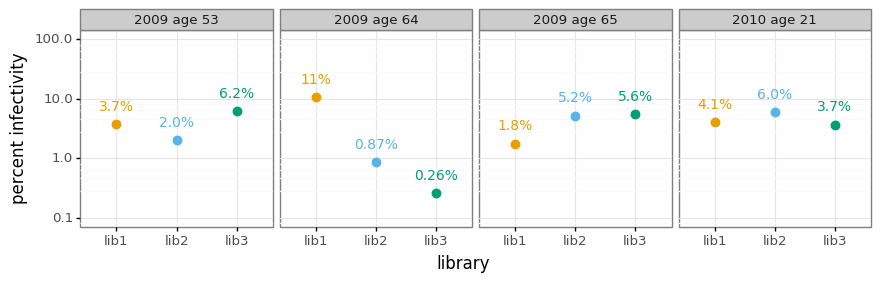 2009 age 53 2009 age 64 2009 age 65 2010 age 21
percent infectivity
100.0
10.0
1.0
0.1
3.7% 2.0% 6.2%
11% 0.87% 0.26%
1.8% 5.2% 5.6%
4.1% 6.0% 3.7%
lib1 lib2 lib3 lib1 lib2 lib3 lib1 lib2 lib3 lib1 lib2 lib3
library